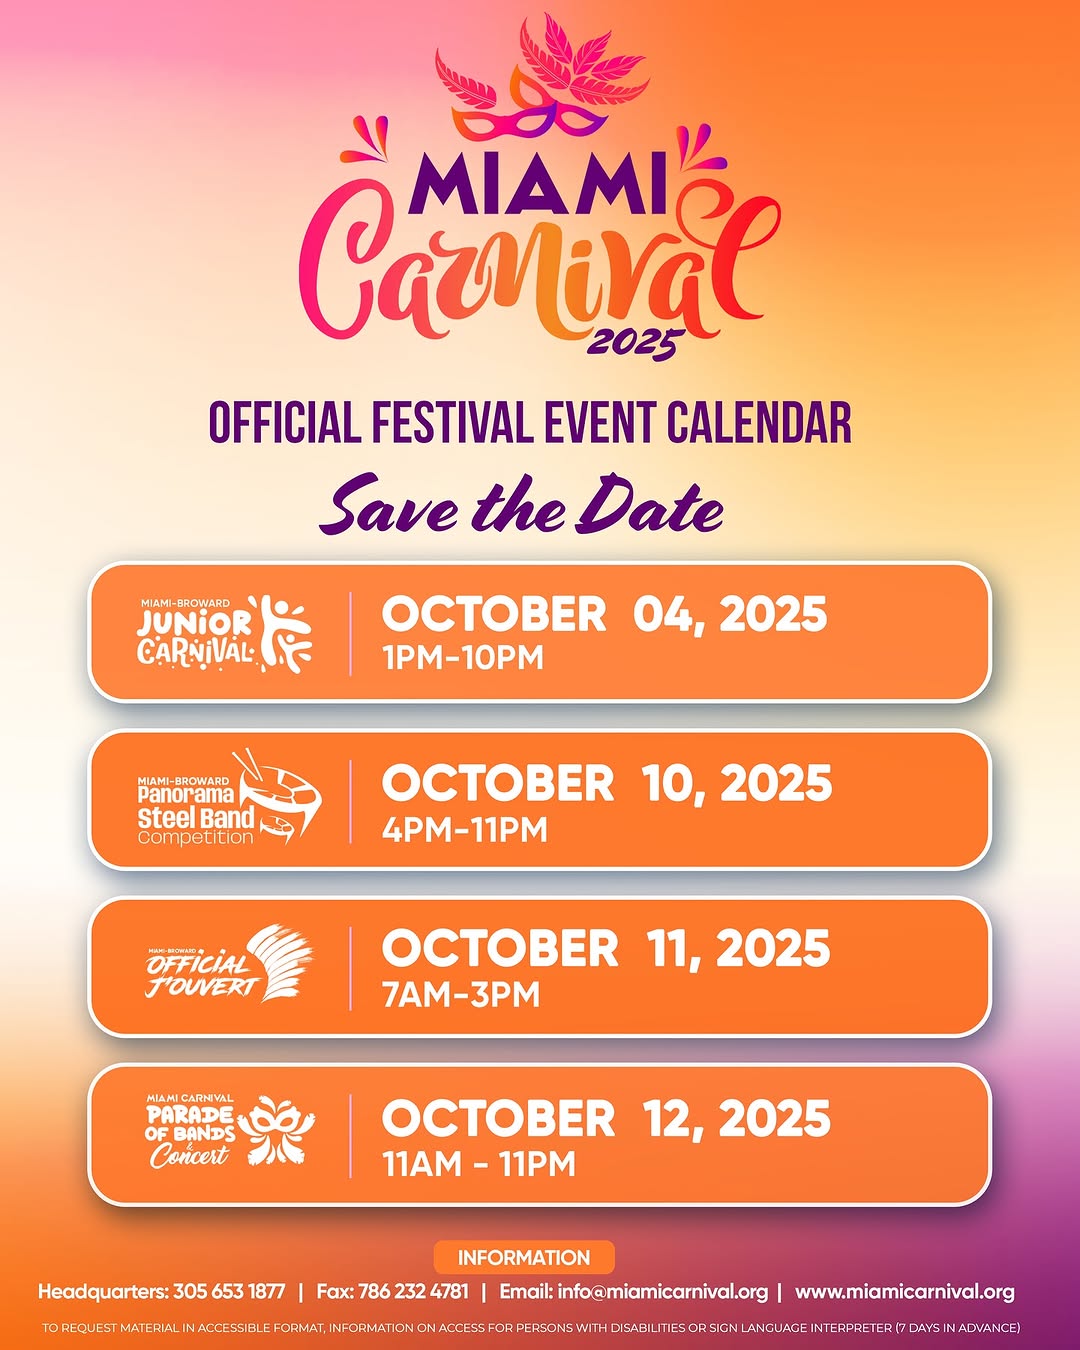 MIAMI
Carnival
2025
OFFICIAL FESTIVAL EVENT CALENDAR
Save the Date
MIAMI-BROWARD
JUNIOR
CARNIVAL
OCTOBER 04, 2025
1PM-10PM
MIAMI-BROWARD
Panorama
Steel Band
Competition
OCTOBER 10, 2025
4PM-11PM
MIAMI-BROWARD
OFFICIAL
J'OUVERT
OCTOBER 11, 2025
7AM-3PM
MIAMI CARNIVAL
PARADE
OF BANDS
&
Concert
OCTOBER 12, 2025
11AM - 11PM
INFORMATION
Headquarters: 305 653 1877 | Fax: 786 232 4781 | Email: info@miamicarnival.org | www.miamicarnival.org
TO REQUEST MATERIAL IN ACCESSIBLE FORMAT, INFORMATION ON ACCESS FOR PERSONS WITH DISABILITIES OR SIGN LANGUAGE INTERPRETER (7 DAYS IN ADVANCE)